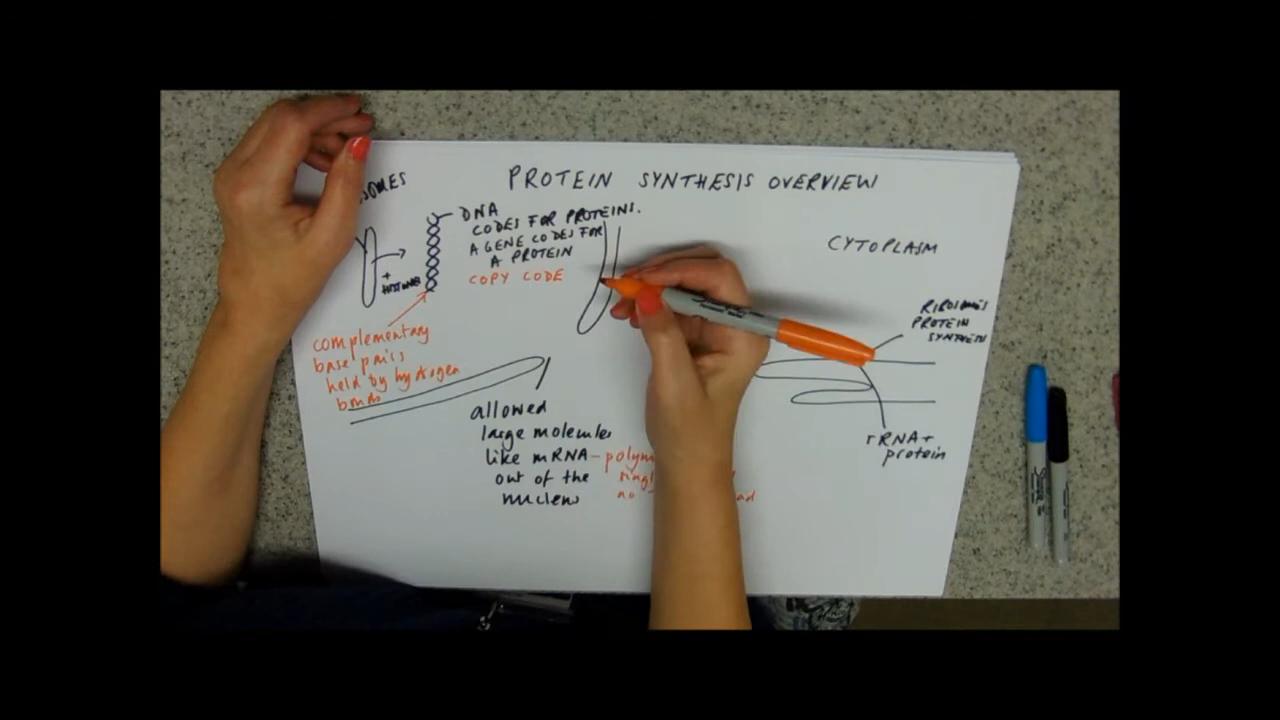 PROTEIN SYNTHESIS OVERVIEW
DNA
CODES FOR PROTEINS.
A GENE CODES FOR
A PROTEIN
COPY CODE
CYTOPLASM
+
complementary
base pairs
held by hydrogen
bonds
PROTEIN
rRNA+
protein
allowed
large molecules
like mRNA -
out of the
nucleus
no